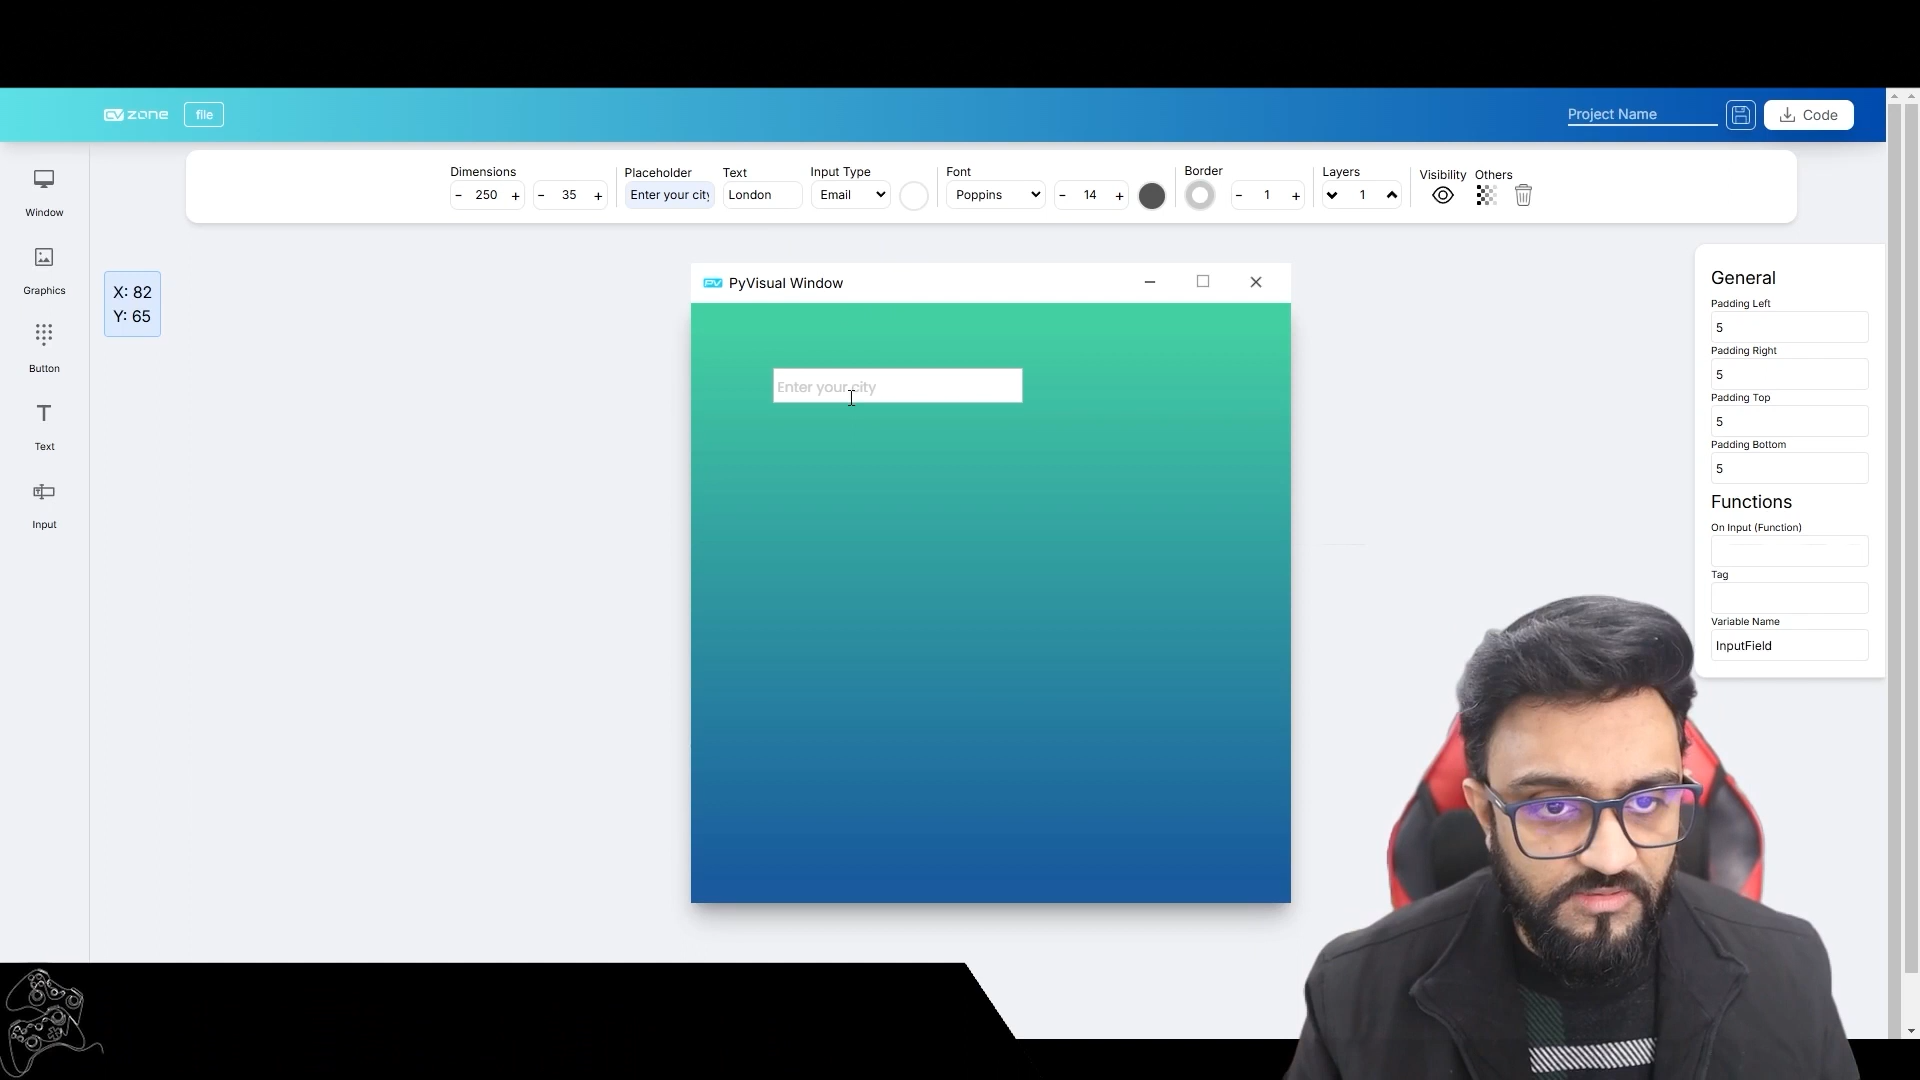 CV zone file Project Name Code
Dimensions Placeholder Text Input Type Font Border Layers Visibility Others
- 250 + - 35 + Enter your city London Email Poppins - 14 + - 1 + 1
Window
Graphics
Button
Text
Input
X: 82
Y: 65
PV PyVisual Window
Enter your city
General
Padding Left
5
Padding Right
5
Padding Top
5
Padding Bottom
5
Functions
On Input (Function)
Tag
Variable Name
InputField